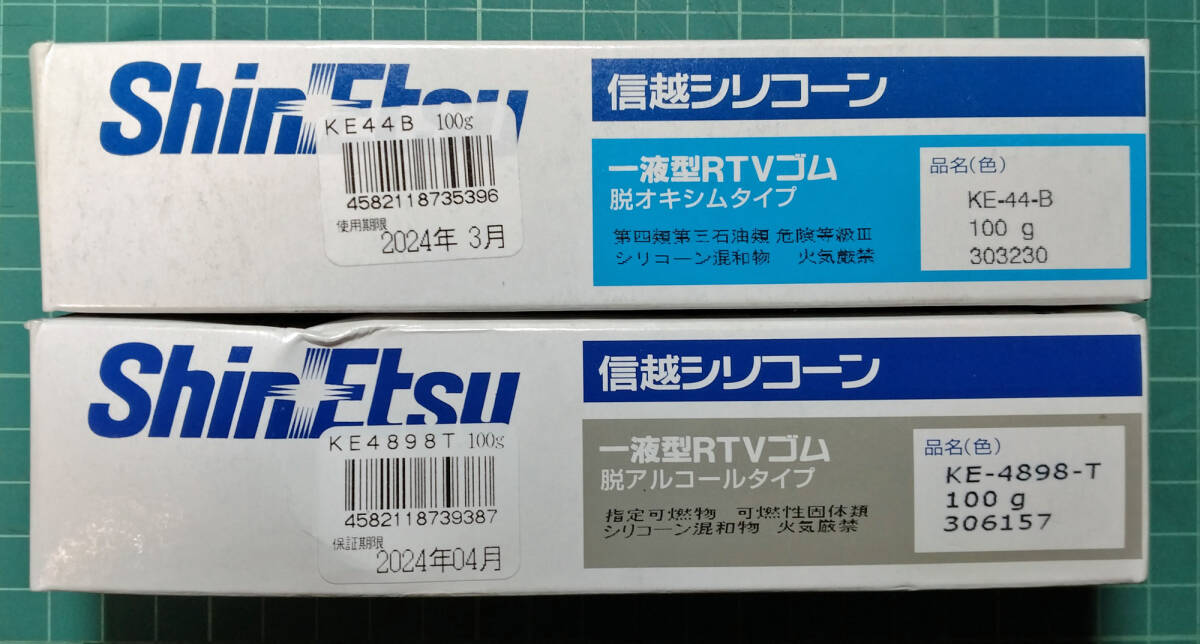 ShinEtsu
KE44B 100g
4582118735396
使用期限
2024年 3月
信越シリコーン
一液型RTVゴム
脱オキシムタイプ
第四類第三石油類 危険等級Ⅲ
シリコーン混和物 火気厳禁
品名(色)
KE-44-B
100 g
303230
ShinEtsu
KE4898T 100g
4582118739387
保証期限
2024年04月
信越シリコーン
一液型RTVゴム
脱アルコールタイプ
指定可燃物 可燃性固体類
シリコーン混和物 火気厳禁
品名(色)
KE-4898-T
100 g
306157